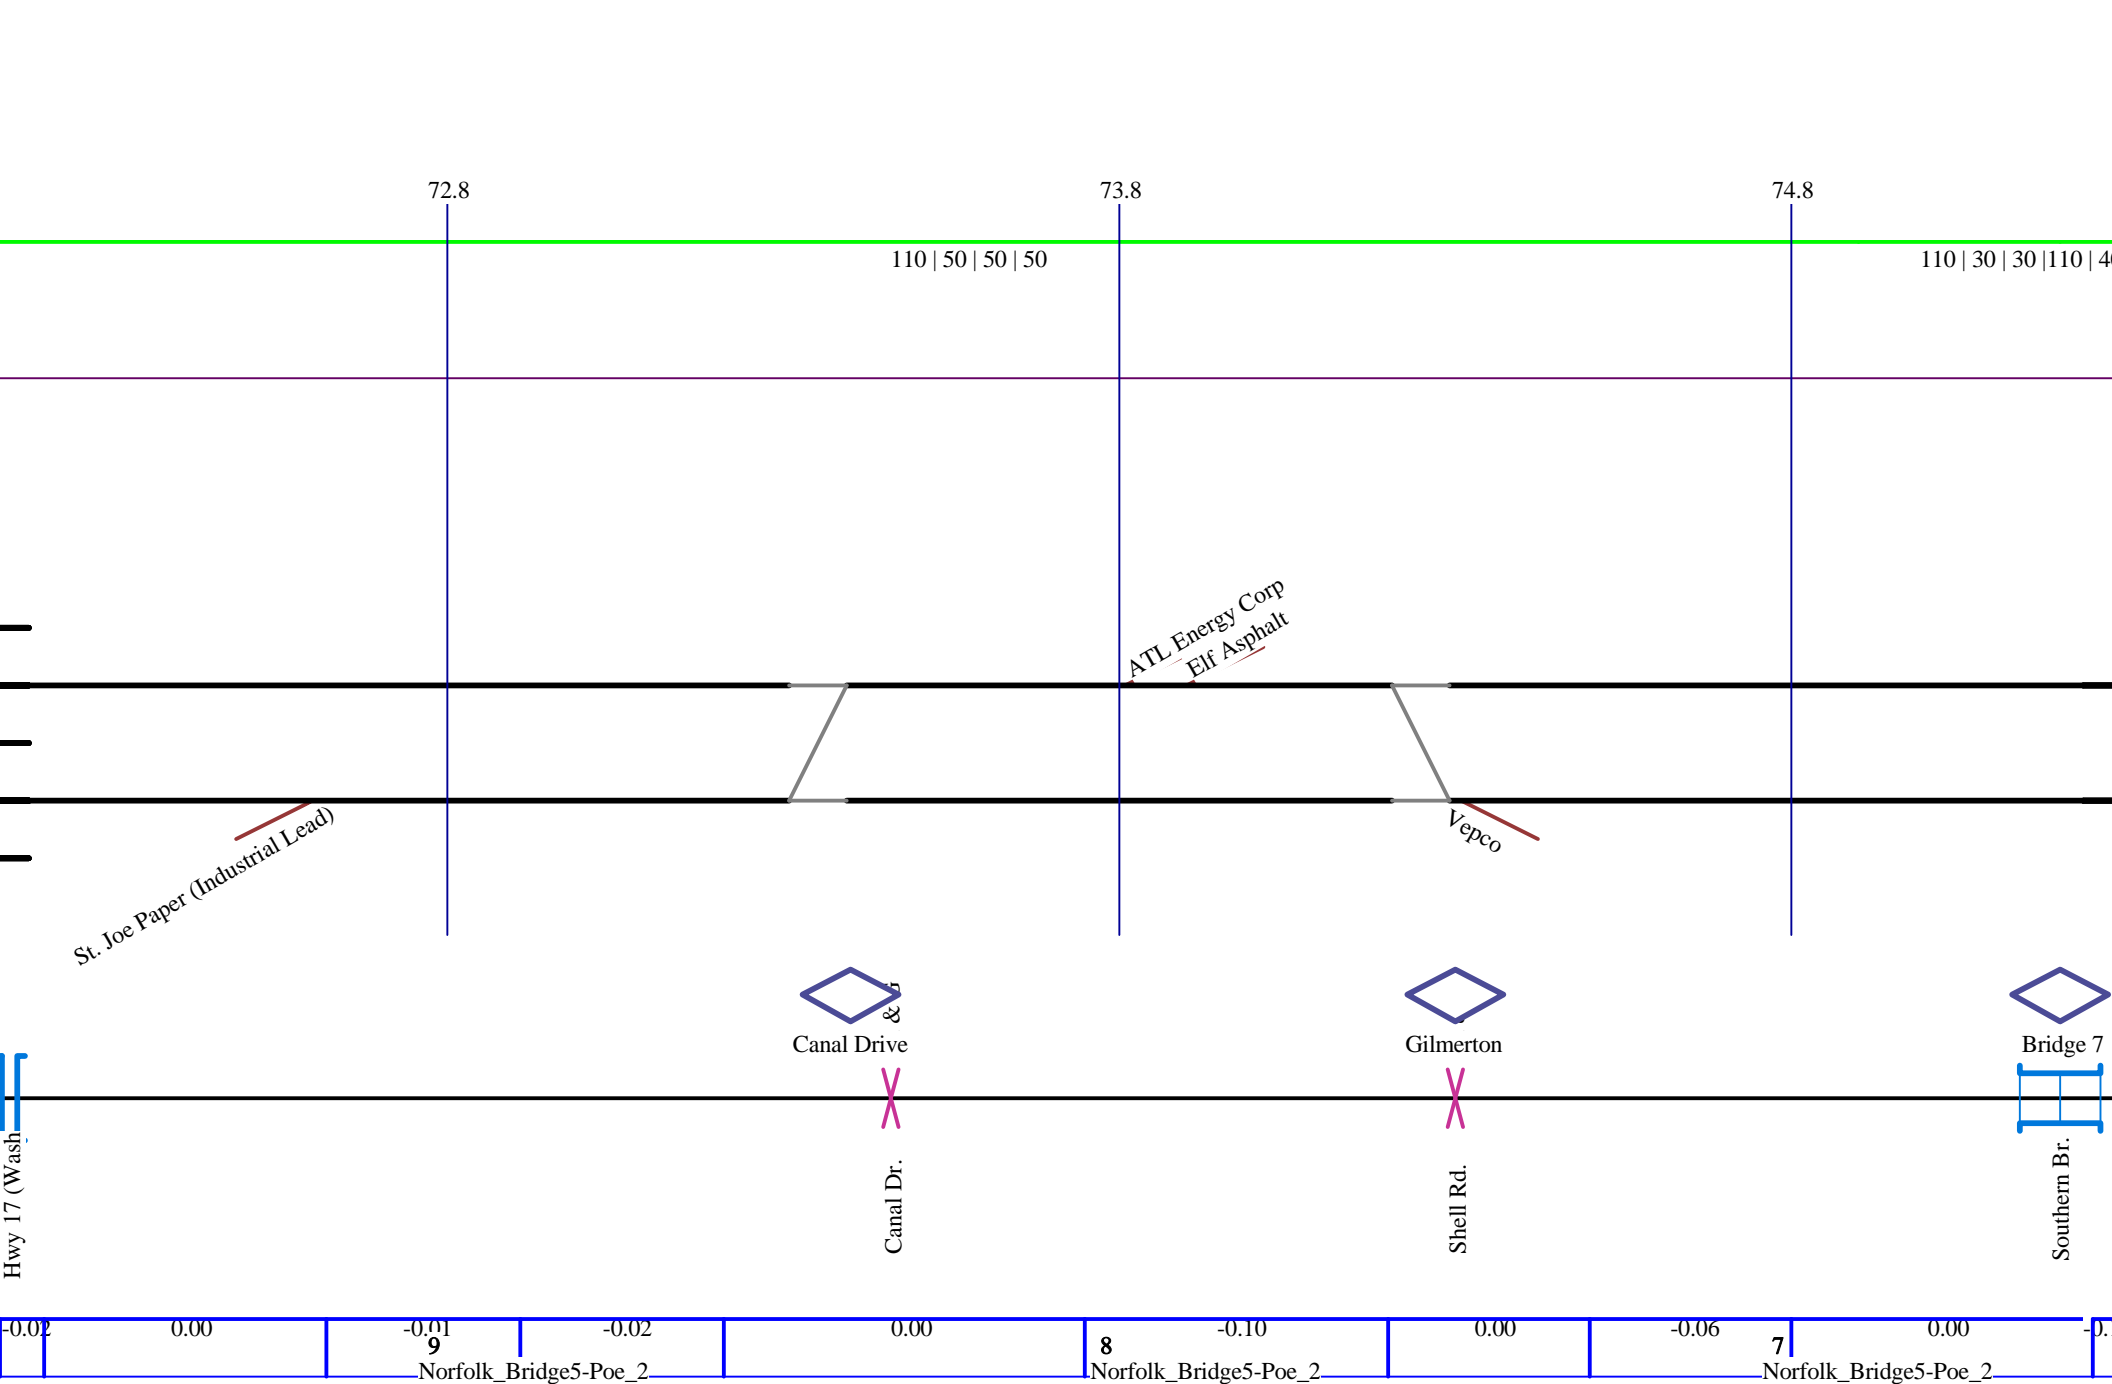 72.8
73.8
74.8
110 | 50 | 50 | 50
110 | 30 | 30 |110 |
ATL Energy Corp
Elf Asphalt
St. Joe Paper (Industrial Lead)
Vepco
&
Canal Drive
Gilmerton
Bridge 7
Hwy 17 (Wash
Canal Dr.
Shell Rd.
Southern Br.
-0.02
0.00
-0.01
-0.02
0.00
-0.10
0.00
-0.06
0.00
9
8
7
Norfolk_Bridge5-Poe_2
Norfolk_Bridge5-Poe_2
Norfolk_Bridge5-Poe_2